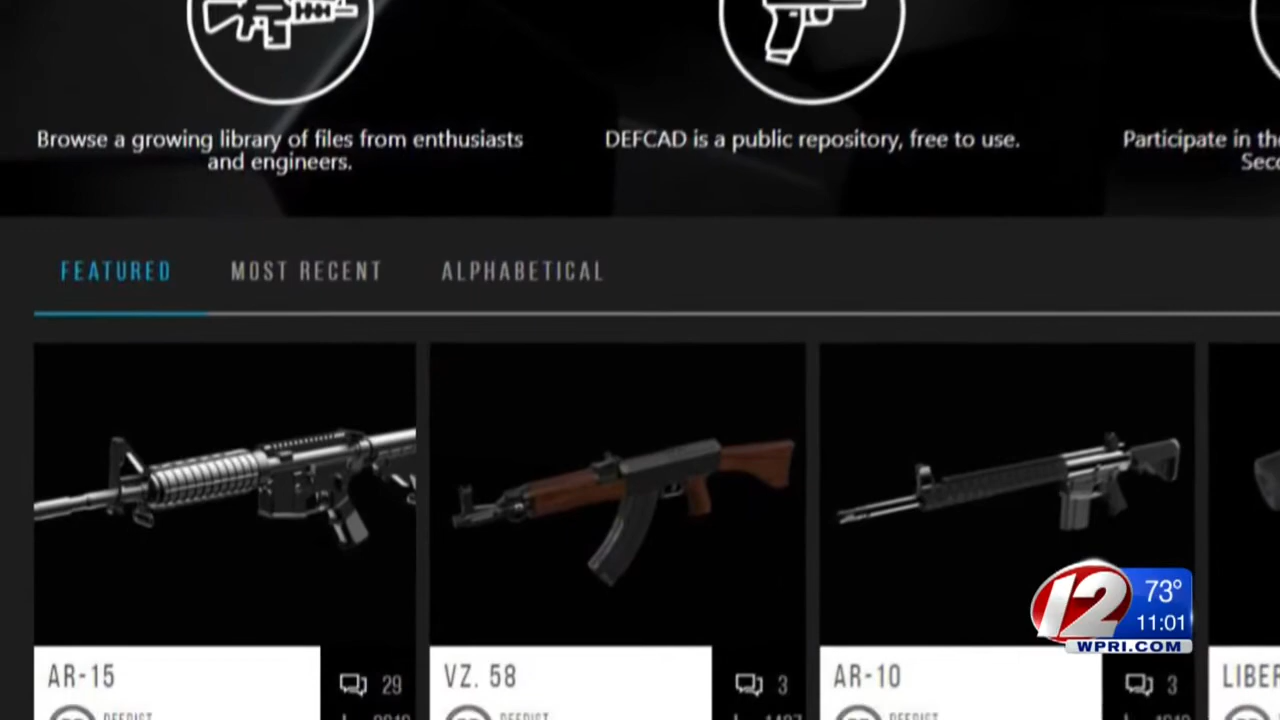 Browse a growing library of files from enthusiasts
and engineers.
DEFCAD is a public repository, free to use.
Participate in the
FEATURED
MOST RECENT
ALPHABETICAL
12
73°
11:01
WPRI.COM
AR-15
29
VZ. 58
3
AR-10
3